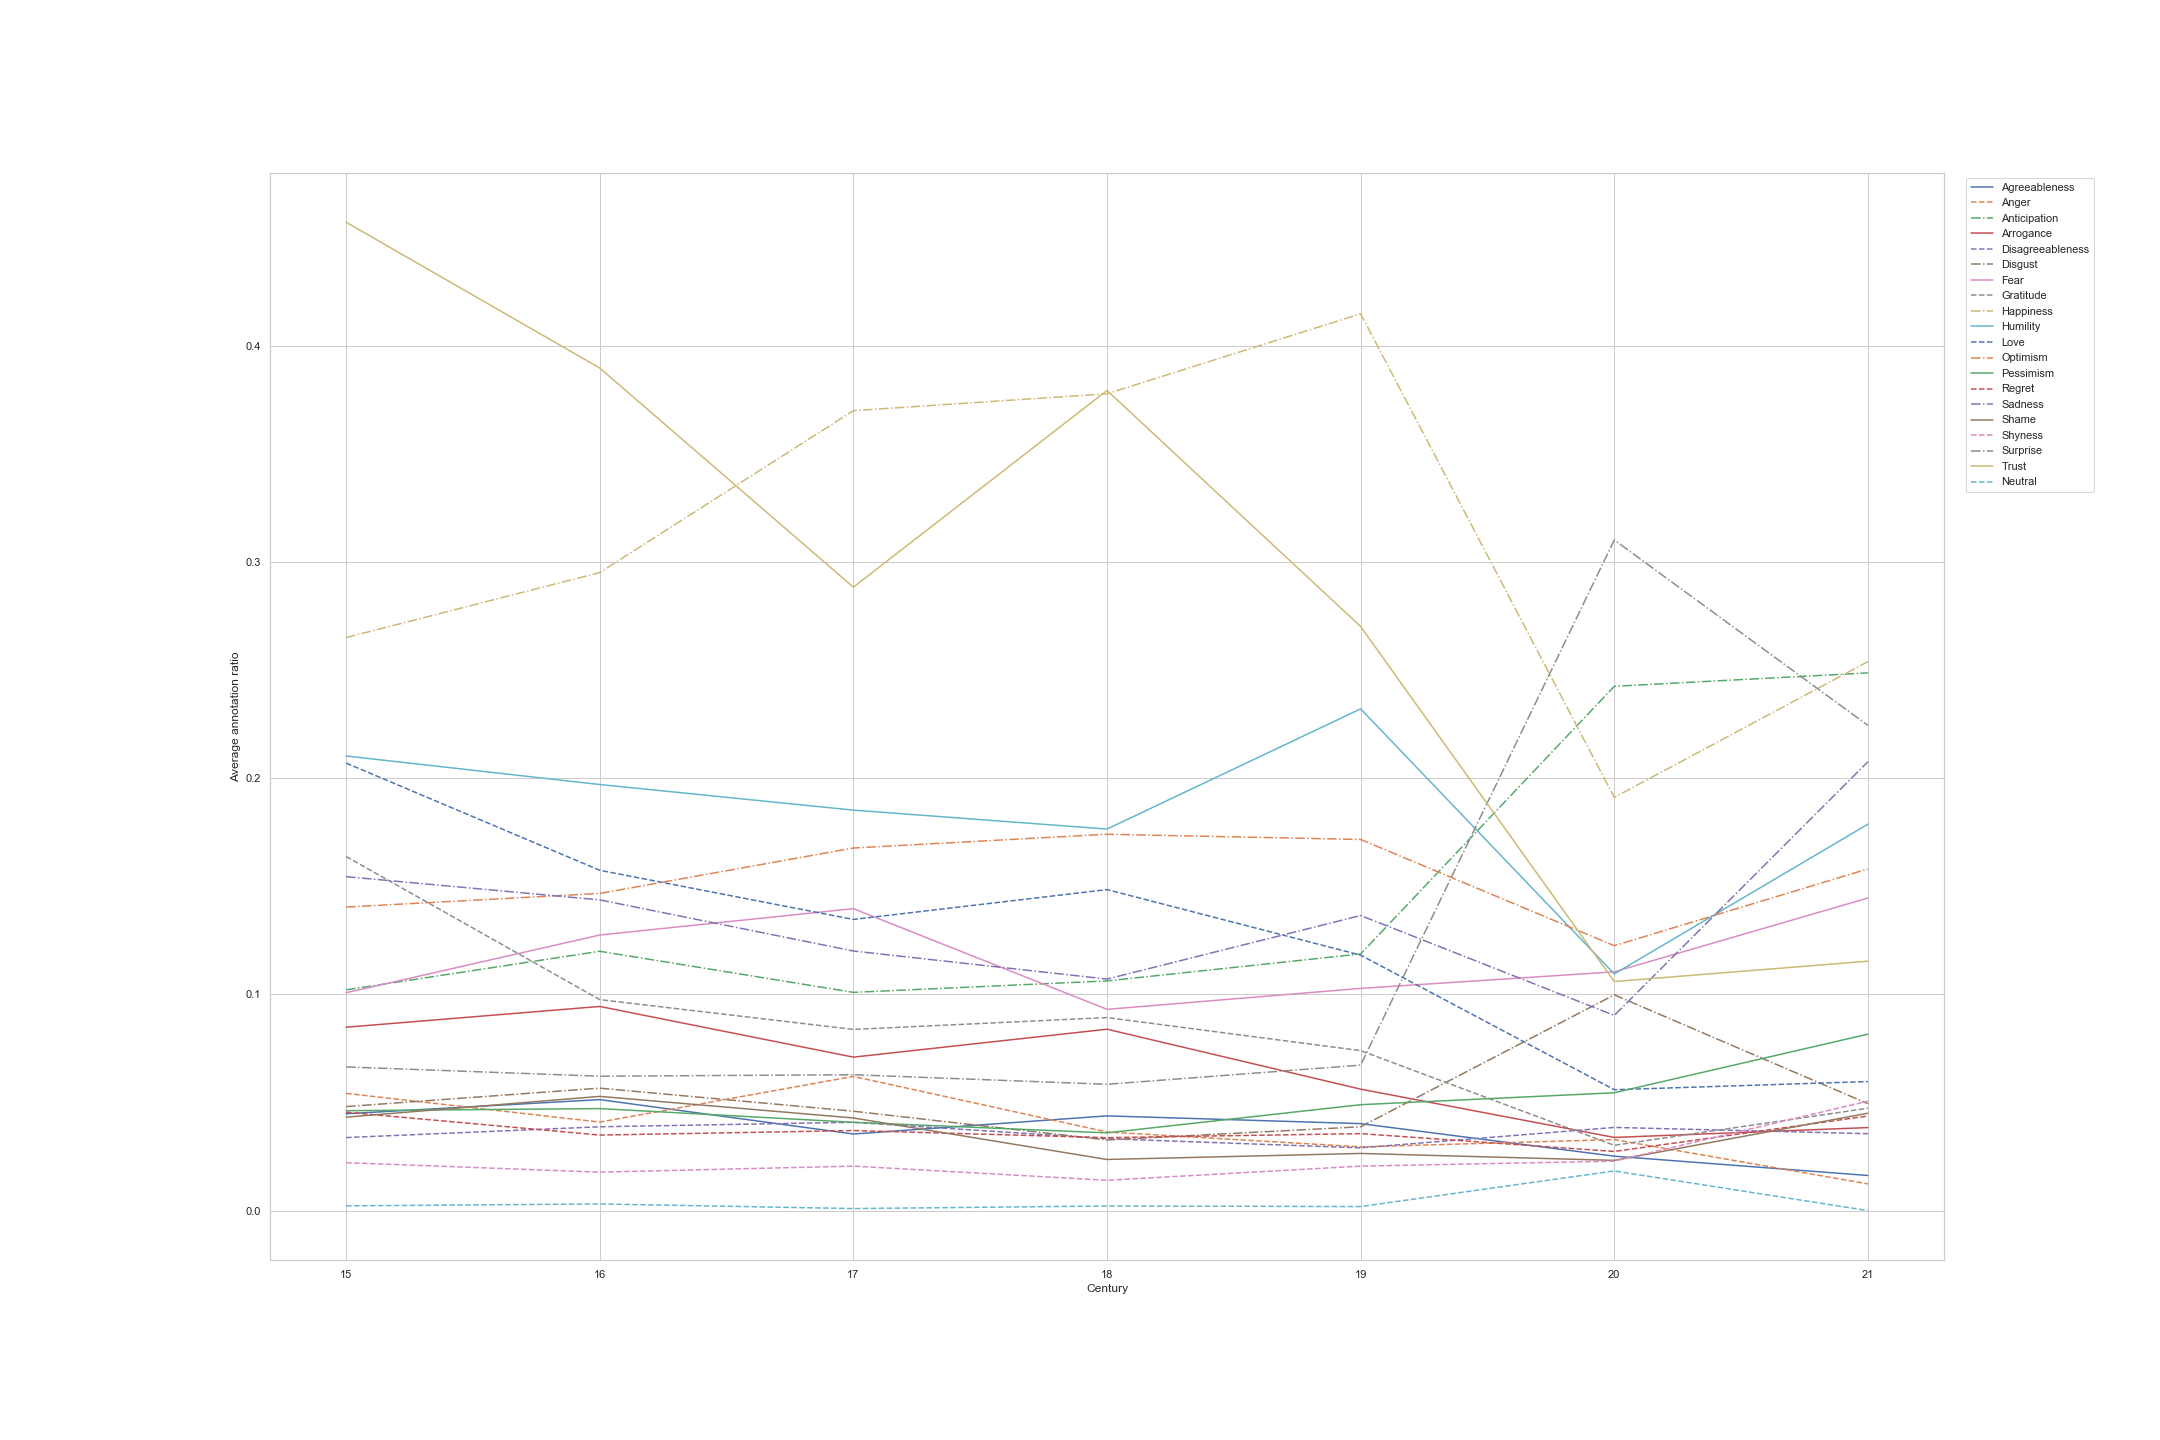 Agreeableness
Anger
Anticipation
Arrogance
Disagreeableness
Disgust
Fear
Gratitude
Happiness
Humility
Love
Optimism
Pessimism
Regret
Sadness
Shame
Shyness
Surprise
Trust
Neutral
0.4
0.3
0.2
0.1
0.0
Average annotation ratio
15 16 17 18 19 20 21
Century